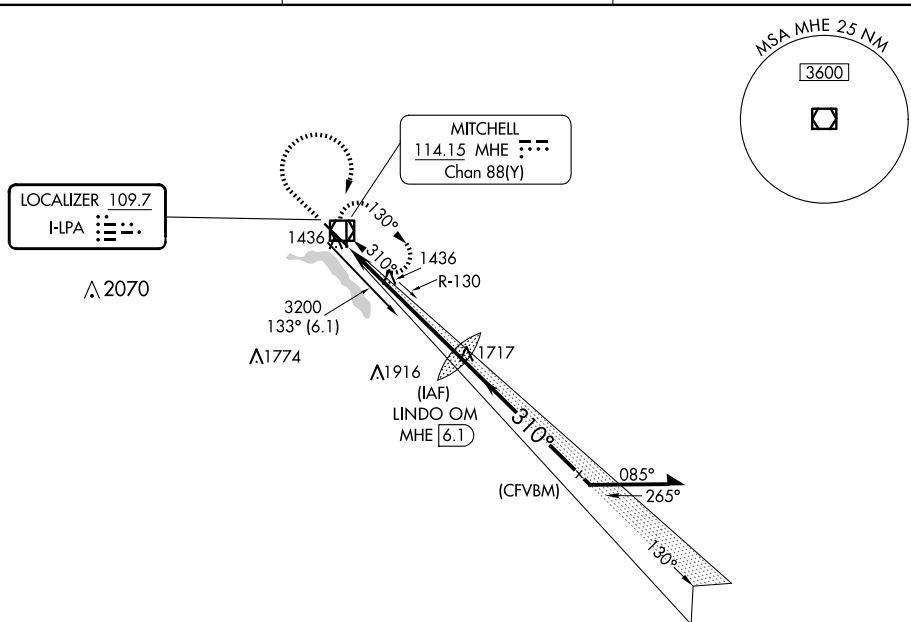 MSA MHE 25 NM
3600
MITCHELL
114.15 MHE
Chan 88(Y)
LOCALIZER 109.7
I-LPA
130°
1436
310°
1436
R-130
2070
3200
133° (6.1)
1774
1717
1916
(IAF)
LINDO OM
MHE 6.1
310°
085°
265°
(CFVBM)
130°